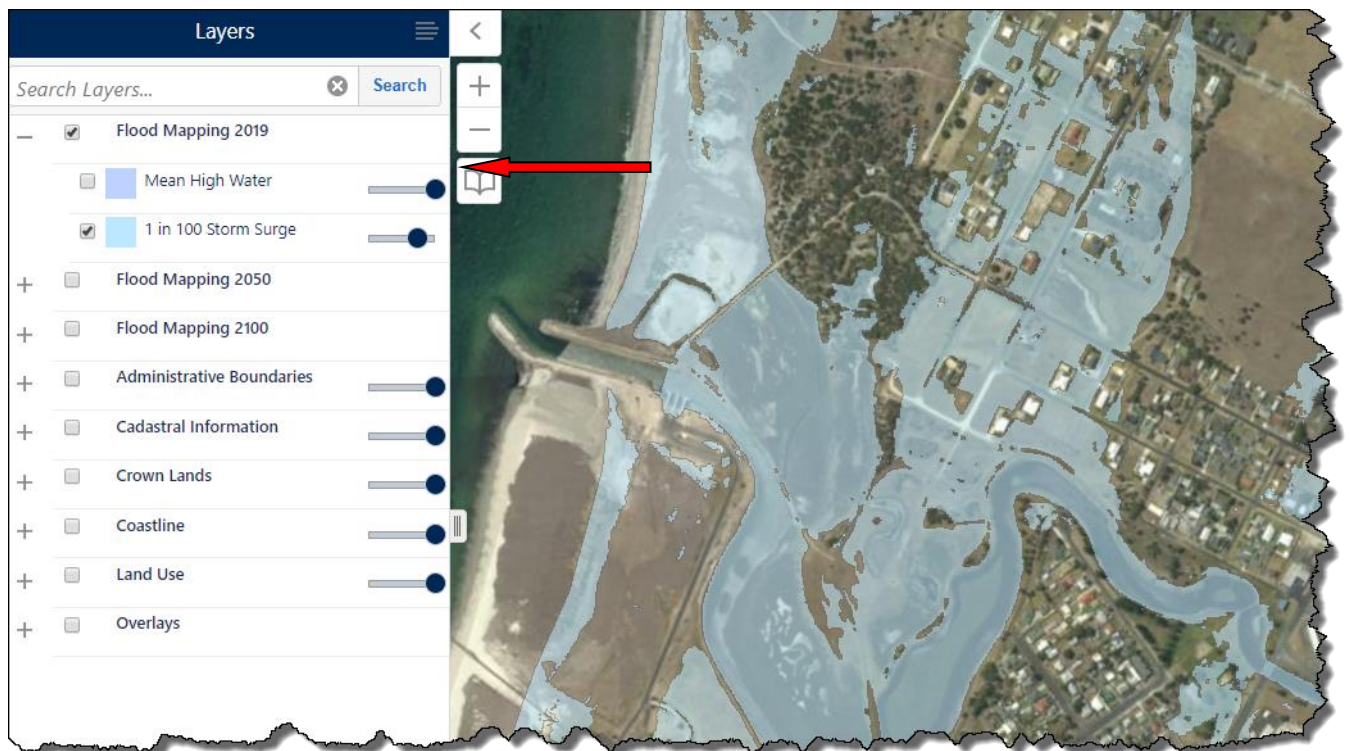 Layers
Search Layers...
Search
Flood Mapping 2019
Mean High Water
1 in 100 Storm Surge
Flood Mapping 2050
Flood Mapping 2100
Administrative Boundaries
Cadastral Information
Crown Lands
Coastline
Land Use
Overlays